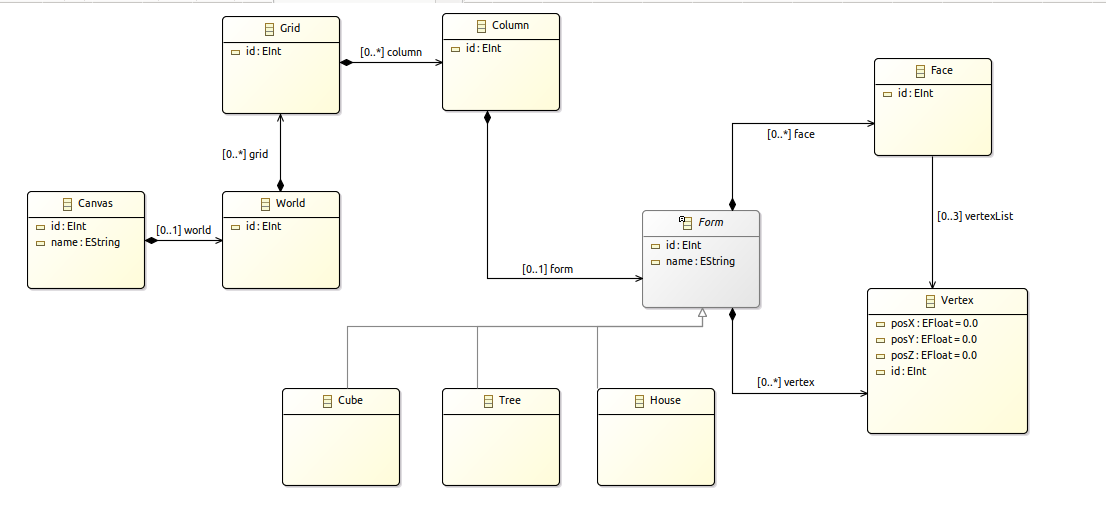 Grid
id : EInt
[0..*] column
Column
id : EInt
Face
id : EInt
[0..*] face
[0..*] grid
Canvas
id : EInt
name : EString
[0..1] world
World
id : EInt
Form
id : EInt
name : EString
[0..1] form
[0..3] vertexList
Vertex
posX : EFloat = 0.0
posY : EFloat = 0.0
posZ : EFloat = 0.0
id : EInt
[0..*] vertex
Cube
Tree
House